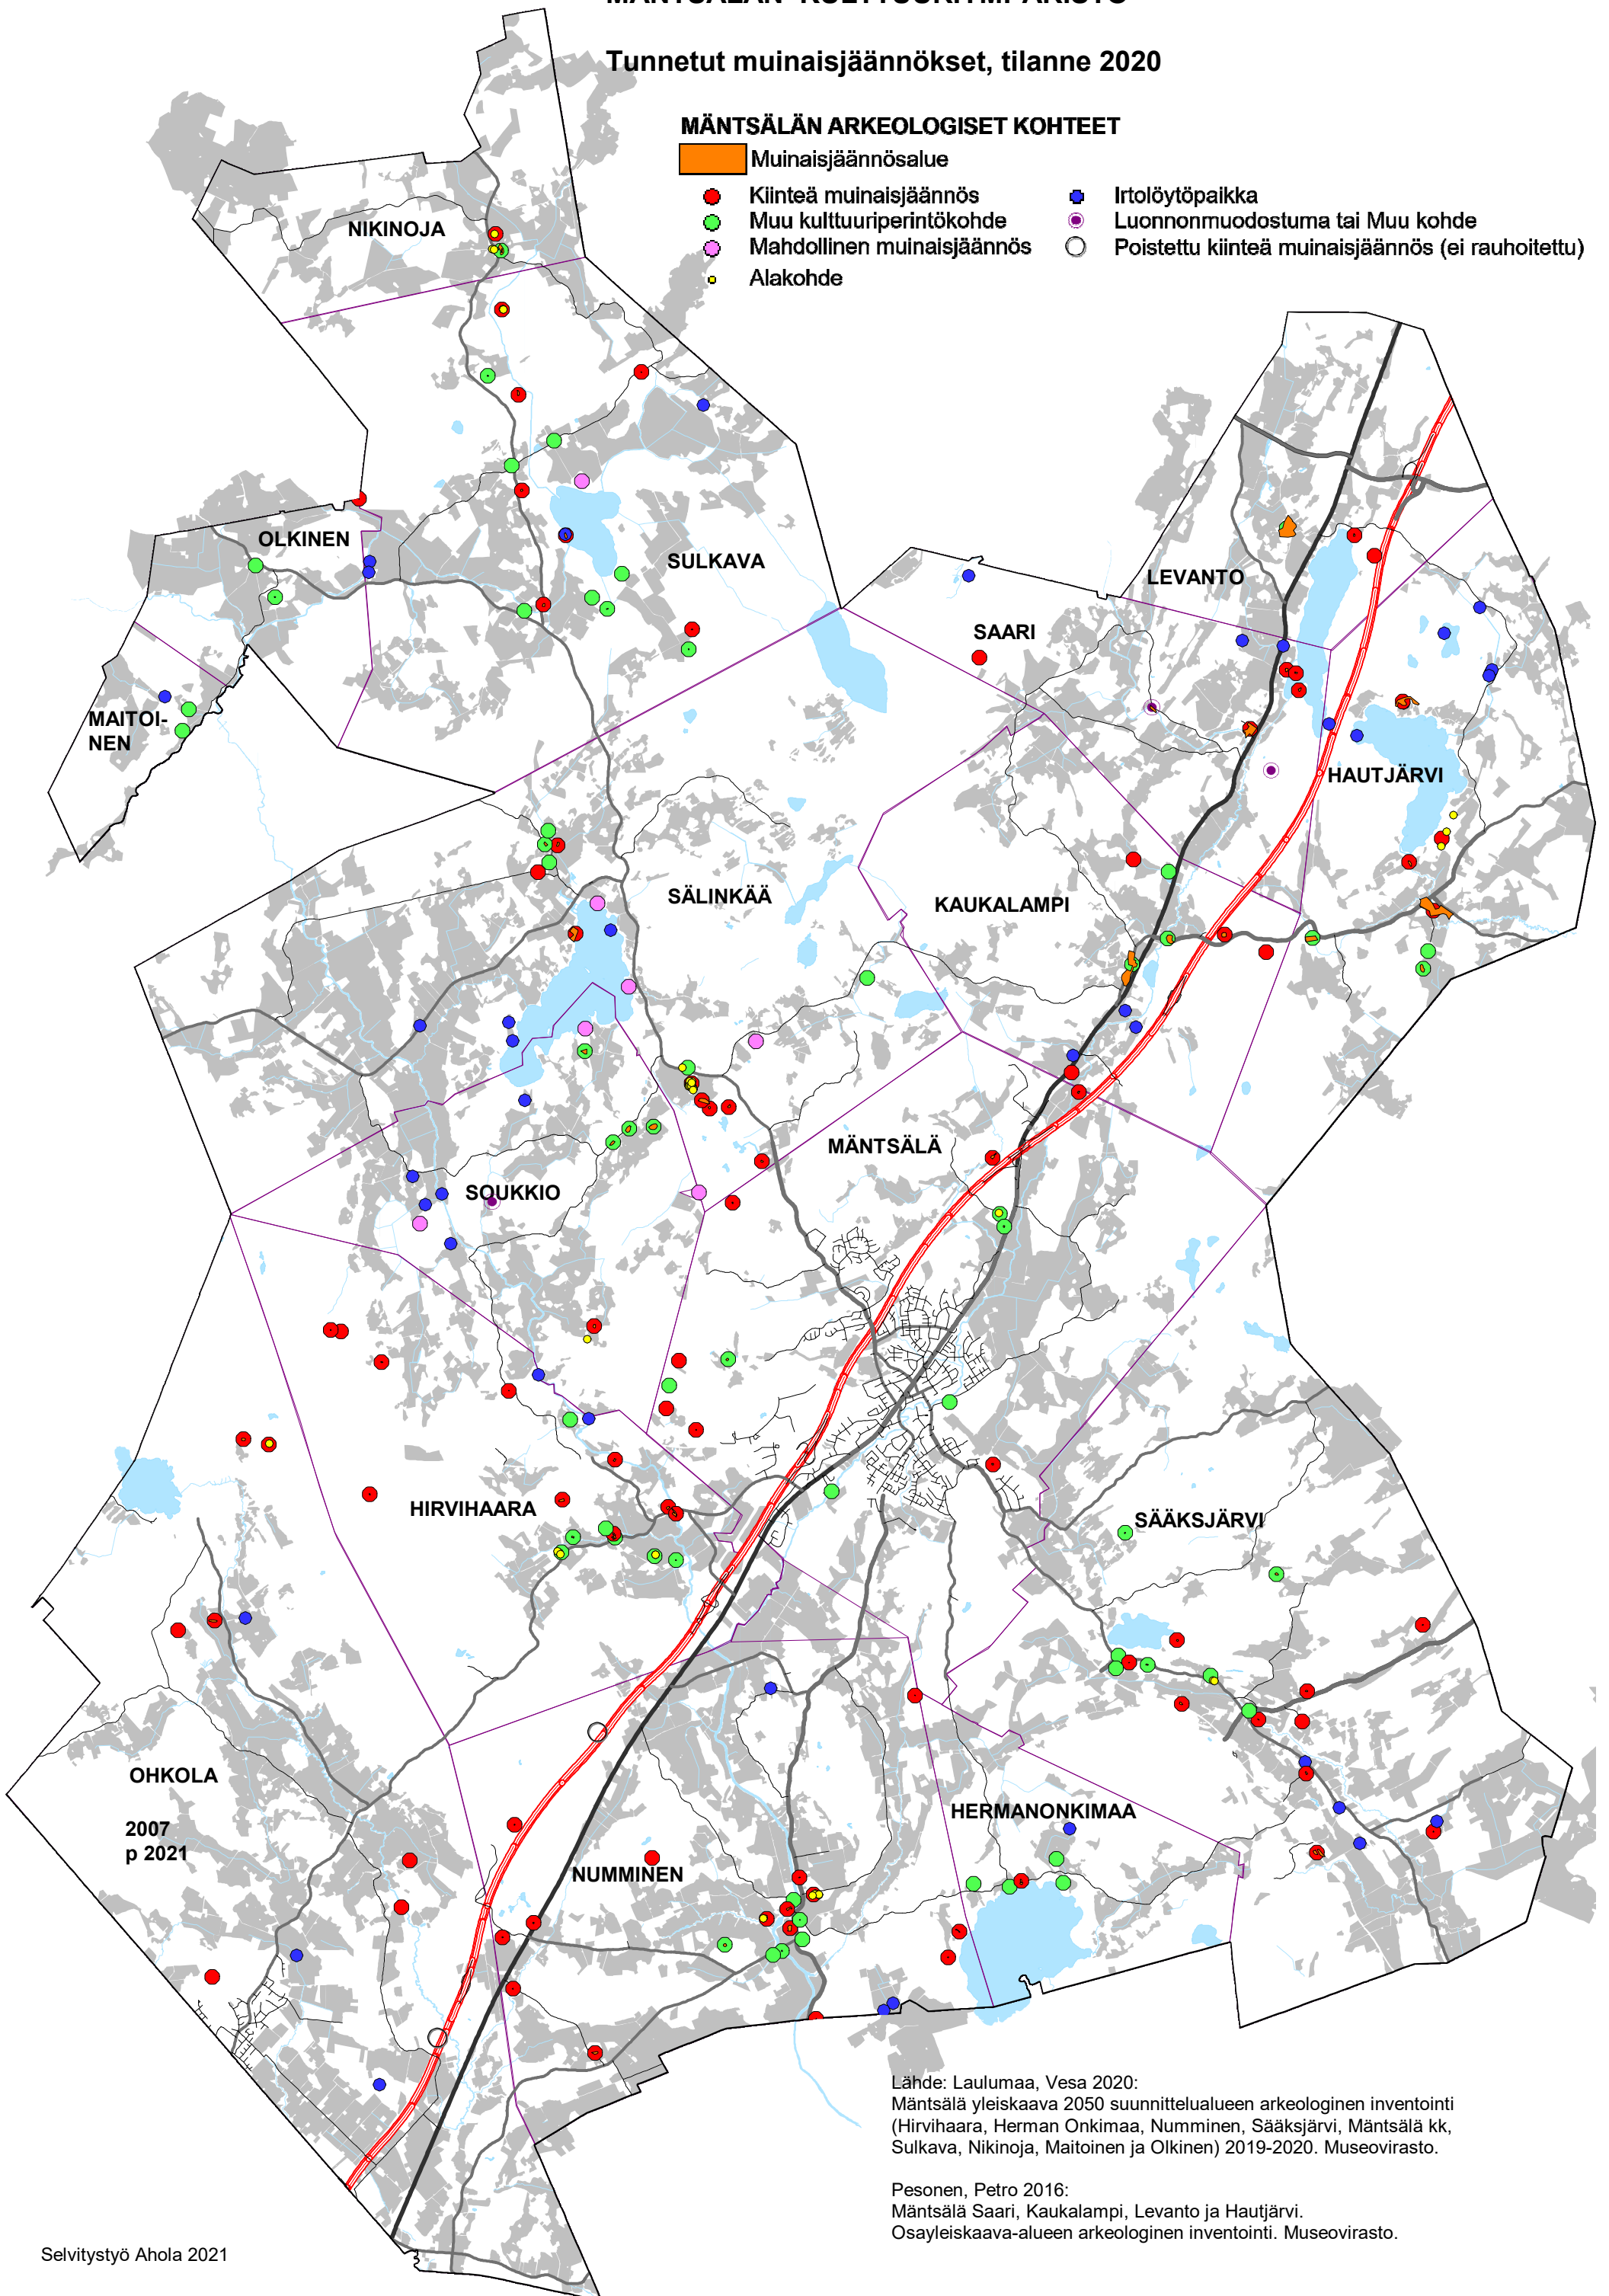 Tunnetut muinaisjäännökset, tilanne 2020
MÄNTSÄLÄN ARKEOLOGISET KOHTEET
Muinaisjäännösalue
Kiinteä muinaisjäännös
Muu kulttuuriperintökohde
Mahdollinen muinaisjäännös
Alakohde
Irtolöytöpaikka
Luonnonmuodostuma tai Muu kohde
Poistettu kiinteä muinaisjäännös (ei rauhoitettu)
NIKINOJA
OLKINEN
SULKAVA
LEVANTO
SAARI
MAITOI-
NEN
HAUTJÄRVI
SÄLINKÄÄ
KAUKALAMPI
MÄNTSÄLÄ
SOUKKIO
HIRVIHAARA
SÄÄKSJÄRVI
OHKOLA
2007
p 2021
HERMANONKIMAA
NUMMINEN
Lähde: Laulumaa, Vesa 2020:
Mäntsälä yleiskaava 2050 suunnittelualueen arkeologinen inventointi
(Hirvihaara, Herman Onkimaa, Numminen, Sääksjärvi, Mäntsälä kk,
Sulkava, Nikinoja, Maitoinen ja Olkinen) 2019-2020. Museovirasto.
Pesonen, Petro 2016:
Mäntsälä Saari, Kaukalampi, Levanto ja Hautjärvi.
Osayleiskaava-alueen arkeologinen inventointi. Museovirasto.
Selvitystyö Ahola 2021